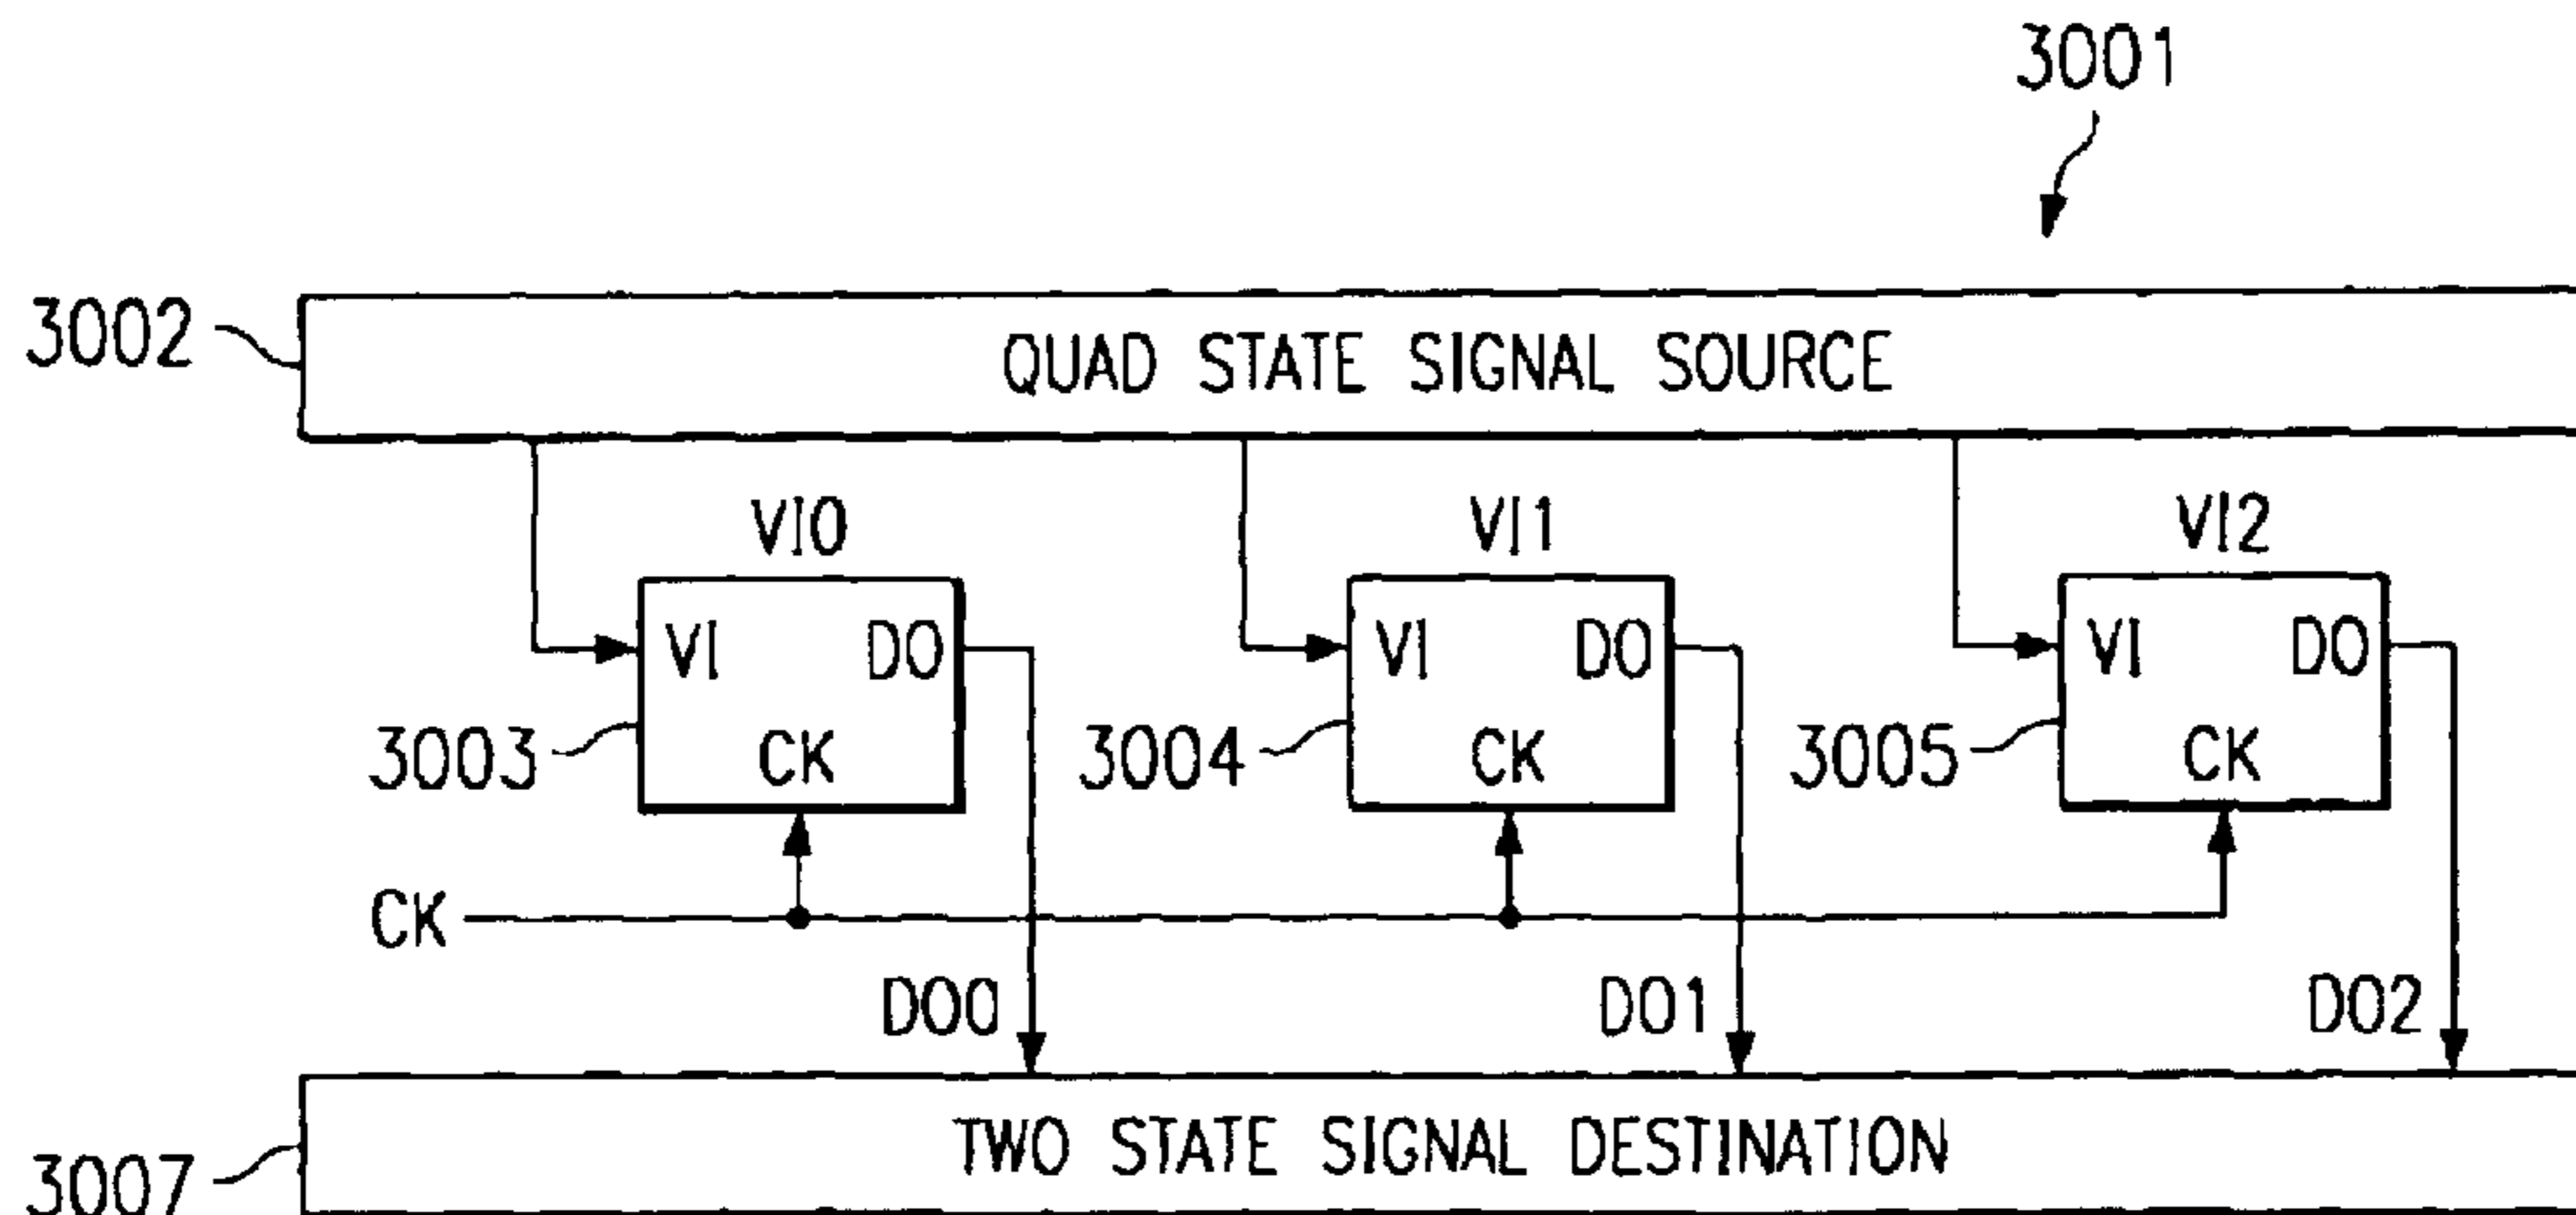 3001
3002
QUAD STATE SIGNAL SOURCE
VI0
VI1
VI2
VI
DO
CK
3003
VI
DO
CK
3004
VI
DO
CK
3005
CK
DO0
DO1
DO2
TWO STATE SIGNAL DESTINATION
3007